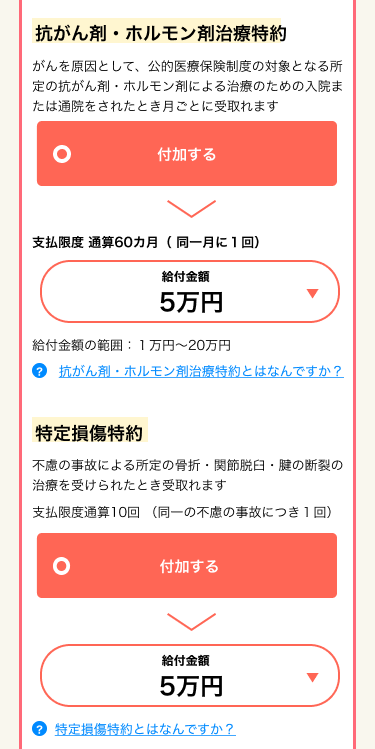 抗がん剤・ホルモン剤治療特約
がんを原因として、公的医療保険制度の対象となる所
定の抗がん剤・ホルモン剤による治療のための入院ま
たは通院をされたとき月ごとに受取れます
付加する
支払限度 通算60カ月（ 同一月に１回）
給付金額
5万円
給付金額の範囲：１万円〜20万円
? 抗がん剤・ホルモン剤治療特約とはなんですか？
特定損傷特約
不慮の事故による所定の骨折・関節脱臼・腱の断裂の
治療を受けられたとき受取れます
支払限度通算10回 （同一の不慮の事故につき１回）
付加する
給付金額
5万円
? 特定損傷特約とはなんですか？